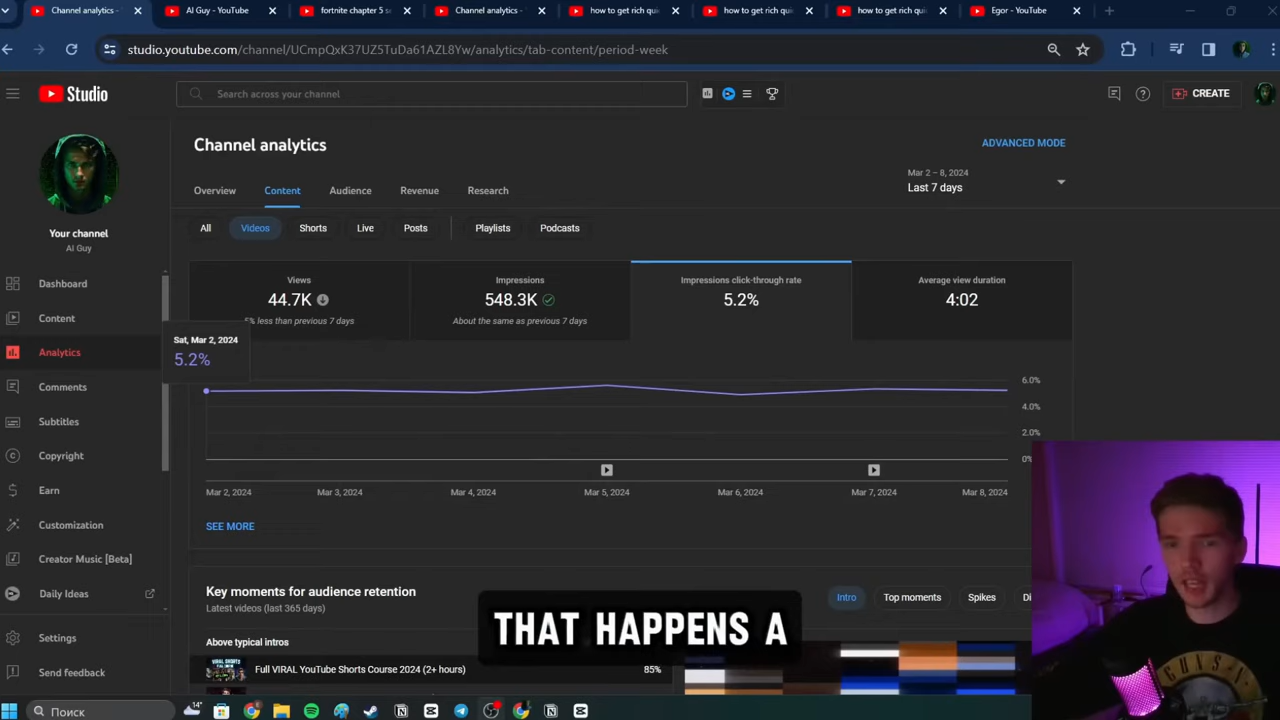 Channel analytics -
AI Guy - YouTube
fortnite chapter 5 s
Channel analytics -
how to get rich quic
how to get rich quic
how to get rich quic
Egor - YouTube
studio.youtube.com/channel/UCmpQxK37UZ5TuDa61AZL8Yw/analytics/tab-content/period-week
Studio
Search across your channel
CREATE
Your channel
AI Guy
Dashboard
Content
Analytics
Comments
Subtitles
Copyright
Earn
Customization
Creator Music [Beta]
Daily Ideas
Settings
Send feedback
Channel analytics
ADVANCED MODE
Overview
Content
Audience
Revenue
Research
Mar 2 – 8, 2024
Last 7 days
All
Videos
Shorts
Live
Posts
Playlists
Podcasts
Views
44.7K
5% less than previous 7 days
Impressions
548.3K
About the same as previous 7 days
Impressions click-through rate
5.2%
Average view duration
4:02
Sat, Mar 2, 2024
5.2%
6.0%
4.0%
2.0%
0%
Mar 2, 2024
Mar 3, 2024
Mar 4, 2024
Mar 5, 2024
Mar 6, 2024
Mar 7, 2024
Mar 8, 2024
SEE MORE
Key moments for audience retention
Latest videos (last 365 days)
Intro
Top moments
Spikes
Di
Above typical intros
Full VIRAL YouTube Shorts Course 2024 (2+ hours)
85%
THAT HAPPENS A
GUNS
Поиск
14°